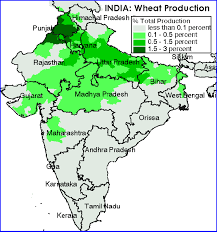 INDIA: Wheat Production
% Total Production
less than 0.1 percent
0.1 - 0.5 percent
0.5 - 1.5 percent
1.5 - 3 percent
Himachal Pradesh
Punjab
Haryana
Rajasthan
Uttar Pradesh
Sikkim
Bihar
Gujarat
Madhya Pradesh
West Bengal
Orissa
Maharashtra
Andhra Pradesh
Goa
Karnataka
Tamil Nadu
Kerala